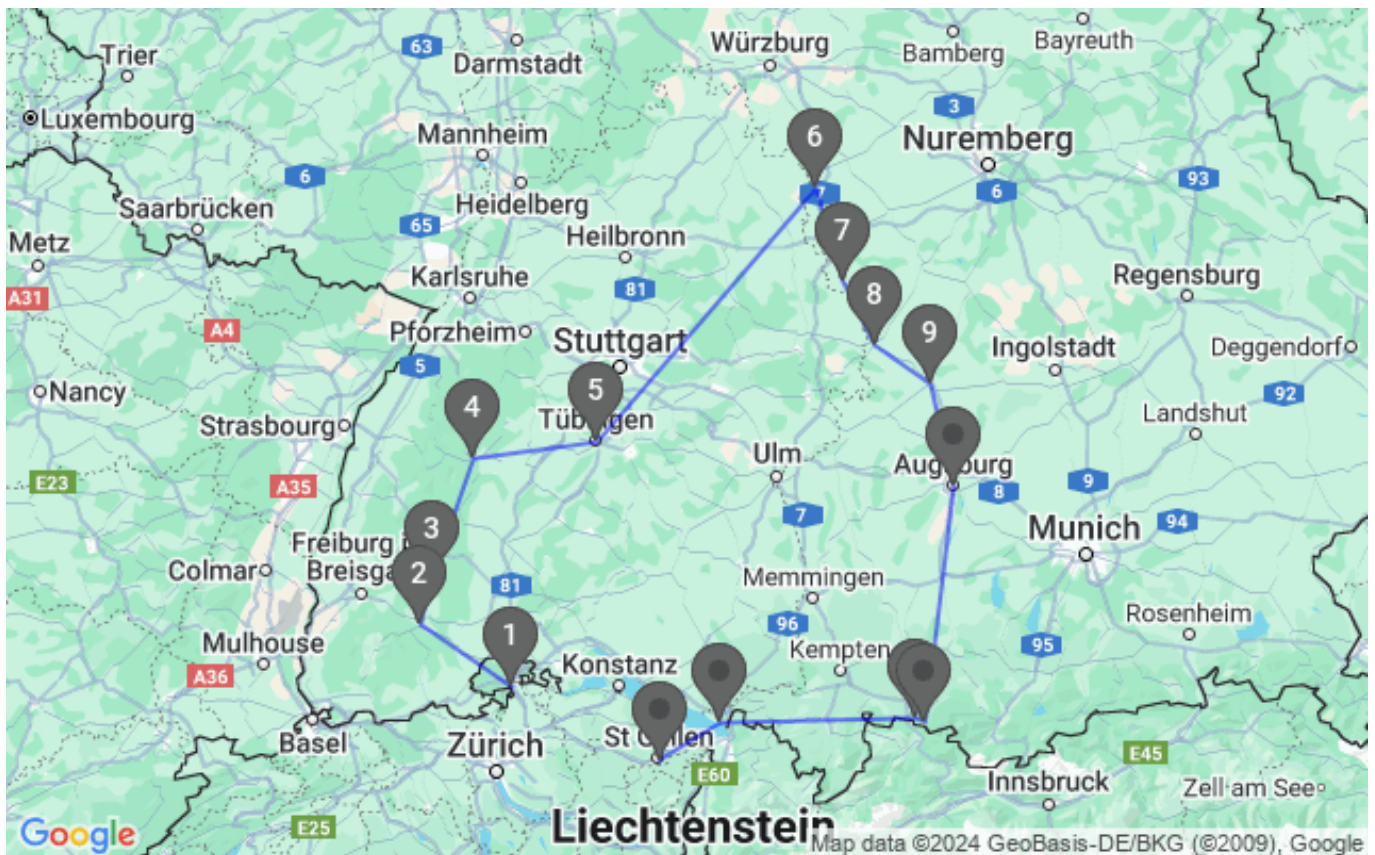 Trier
Darmstadt
Würzburg
Bamberg
Bayreuth
63
Luxembourg
Mannheim
3
Nuremberg
6
6
93
6
Heidelberg
7
Saarbrücken
65
Heilbronn
7
Metz
Karlsruhe
81
8
Regensburg
A31
A4
Pforzheim
Stuttgart
9
Ingolstadt
Deggendorf
5
5
Nancy
4
Tübingen
92
Strasbourg
Landshut
Ulm
Augsburg
E23
A35
8
9
Munich
94
3
7
Freiburg i
Breisga
Colmar
2
81
Memmingen
Rosenheim
96
Mulhouse
1
Konstanz
Kempten
95
A36
Basel
Zürich
St Gallen
E60
E45
Innsbruck
Zell am See
Google
E25
Liechtenstein
Map data ©2024 GeoBasis-DE/BKG (©2009), Google